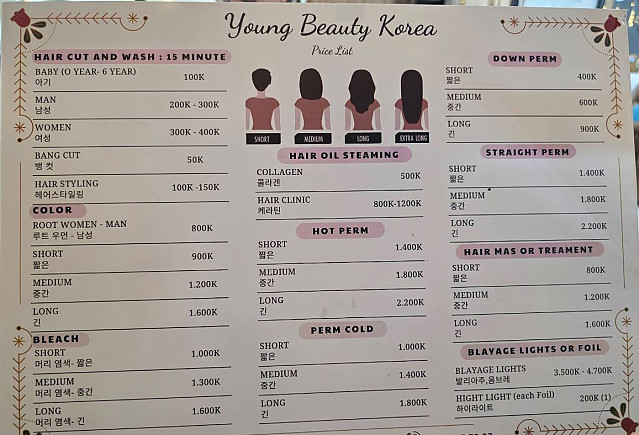 Young Beauty Korea
Price List
HAIR CUT AND WASH : 15 MINUTE
BABY (O YEAR- 6 YEAR) 100K
아기
MAN 200K - 300K
남성
WOMEN 300K - 400K
여성
BANG CUT 50K
뱅 컷
HAIR STYLING 100K -150K
헤어스타일링
COLOR
ROOT WOMEN - MAN 800K
루트 우먼 - 남성
SHORT 900K
짧은
MEDIUM 1.200K
중간
LONG 1.600K
긴
BLEACH
SHORT 1.000K
머리 염색- 짧은
MEDIUM 1.300K
머리 염색- 중간
LONG 1.600K
머리 염색- 긴
SHORT MEDIUM LONG EXTRA LONG
HAIR OIL STEAMING
COLLAGEN 500K
콜라겐
HAIR CLINIC 800K-1200K
케라틴
HOT PERM
SHORT 1.400K
짧은
MEDIUM 1.800K
중간
LONG 2.200K
긴
PERM COLD
SHORT 1.000K
짧은
MEDIUM 1.400K
중간
LONG 1.800K
긴
DOWN PERM
SHORT 400K
짧은
MEDIUM 600K
중간
LONG 900K
긴
STRAIGHT PERM
SHORT 1.400K
짧은
MEDIUM 1.800K
중간
LONG 2.200K
긴
HAIR MAS OR TREAMENT
SHORT 800K
짧은
MEDIUM 1.200K
중간
LONG 1.600K
긴
BLAYAGE LIGHTS OR FOIL
BLAYAGE LIGHTS 3.500K - 4.700K
발리아주,옴브레
HIGHT LIGHT (each Foil) 200K (1)
하이라이트